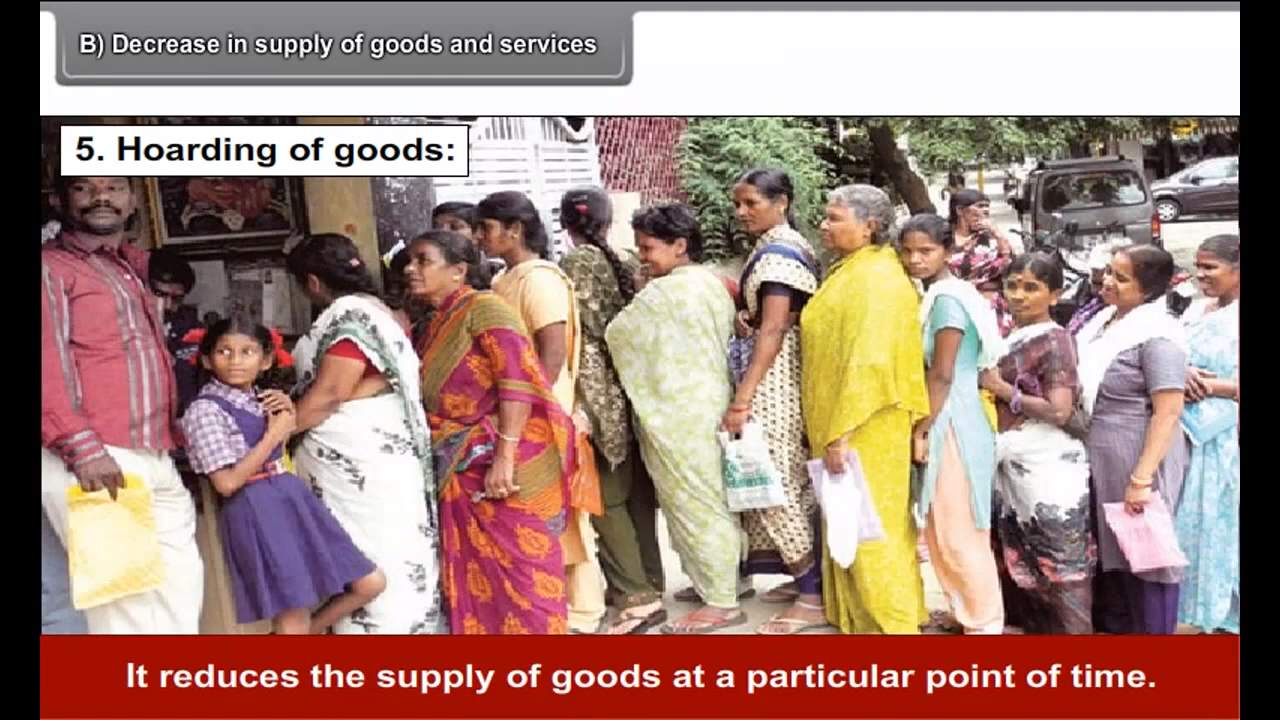 B) Decrease in supply of goods and services
5. Hoarding of goods:
It reduces the supply of goods at a particular point of time.